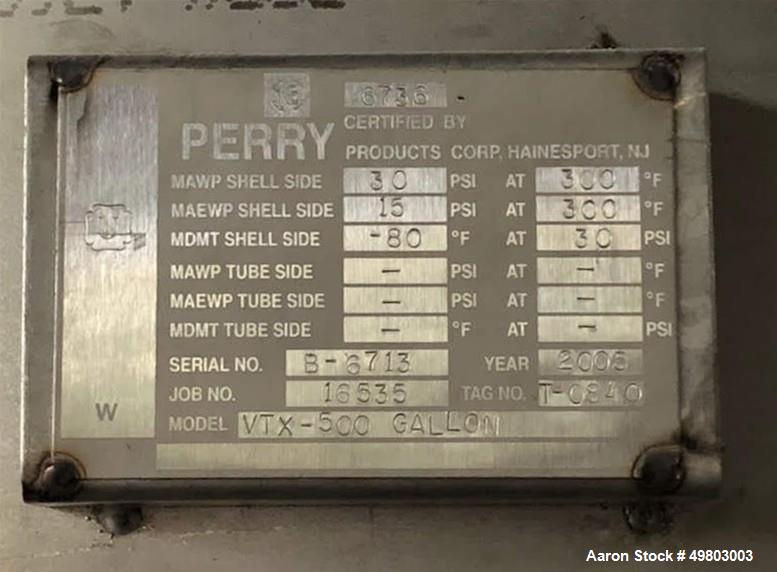 6736
PERRY CERTIFIED BY
PRODUCTS CORP, HAINESPORT, NJ
MAWP SHELL SIDE 30 PSI AT 300 °F
MAEWP SHELL SIDE 15 PSI AT 300 °F
MDMT SHELL SIDE -80 °F AT 30 PSI
MAWP TUBE SIDE – PSI AT – °F
MAEWP TUBE SIDE – PSI AT – °F
MDMT TUBE SIDE – °F AT – PSI
SERIAL NO. B-6713 YEAR 2005
JOB NO. 16535 TAG NO. T-0840
W
MODEL VTX-500 GALLON
Aaron Stock # 49803003